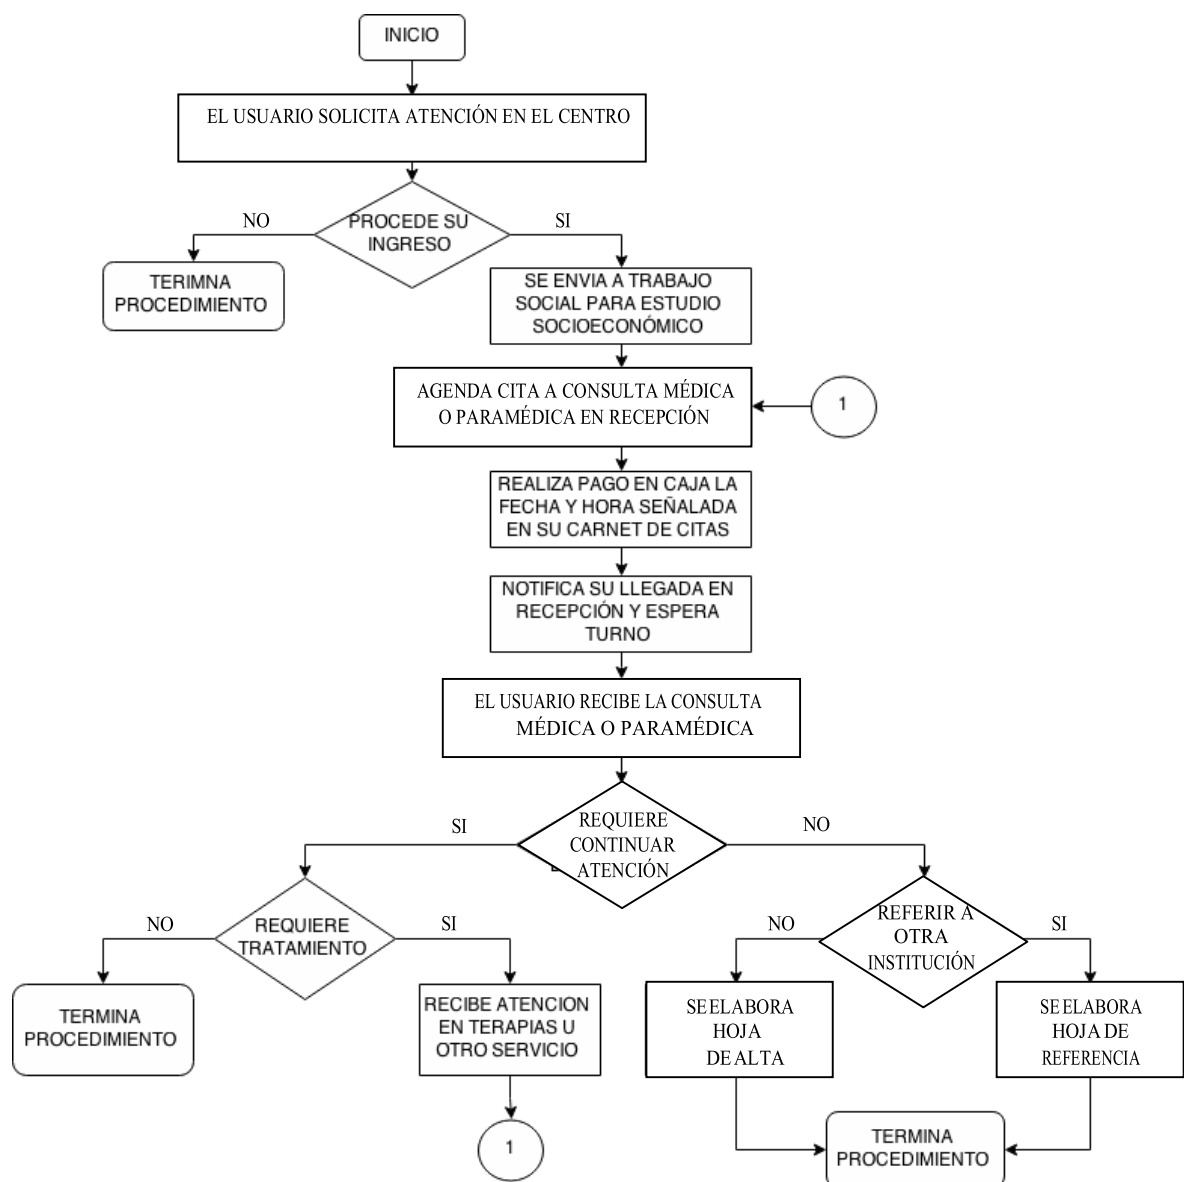 INICIO
EL USUARIO SOLICITA ATENCIÓN EN EL CENTRO
NO
PROCEDE SU
INGRESO
SI
TERIMNA
PROCEDIMIENTO
SE ENVIA A TRABAJO
SOCIAL PARA ESTUDIO
SOCIOECONÓMICO
AGENDA CITA A CONSULTA MÉDICA
O PARAMÉDICA EN RECEPCIÓN
1
REALIZA PAGO EN CAJA LA
FECHA Y HORA SEÑALADA
EN SU CARNET DE CITAS
NOTIFICA SU LLEGADA EN
RECEPCIÓN Y ESPERA
TURNO
EL USUARIO RECIBE LA CONSULTA
MÉDICA O PARAMÉDICA
SI
REQUIERE
CONTINUAR
ATENCIÓN
NO
NO
REQUIERE
TRATAMIENTO
SI
NO
REFERIR A
OTRA
INSTITUCIÓN
SI
TERMINA
PROCEDIMIENTO
RECIBE ATENCION
EN TERAPIAS U
OTRO SERVICIO
SE ELABORA
HOJA
DE ALTA
SE ELABORA
HOJA DE
REFERENCIA
1
TERMINA
PROCEDIMIENTO